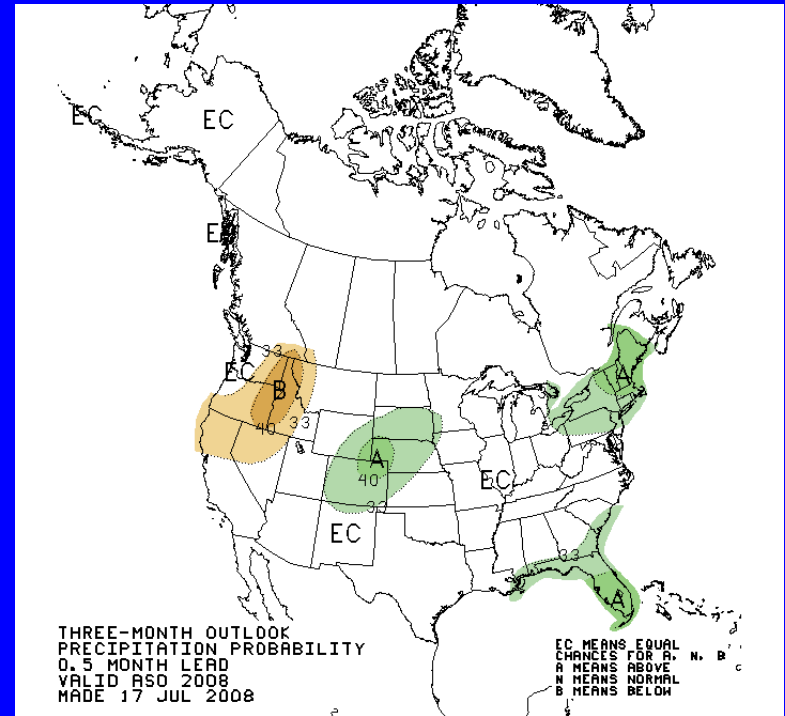 EC
EC
EC
33
EC
B
A
33
40
A
40
EC
33
EC
33
A
THREE-MONTH OUTLOOK
PRECIPITATION PROBABILITY
0.5 MONTH LEAD
VALID ASO 2008
MADE 17 JUL 2008
EC MEANS EQUAL
CHANCES FOR A, N, B
A MEANS ABOVE
N MEANS NORMAL
B MEANS BELOW